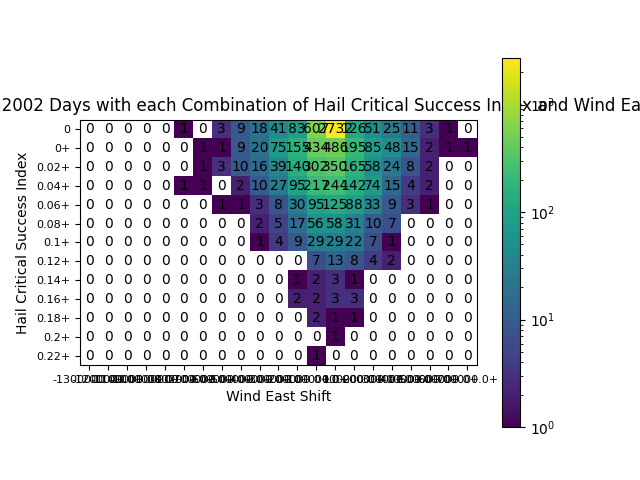 2002 Days with each Combination of Hail Critical Success Index and Wind Ea
Hail Critical Success Index
0 0 0 0 0 0 1 0 3 9 18 41 83 51 25 11 3 1 0
0+ 0 0 0 0 0 0 1 1 9 20 75 155 434 486 195 85 48 15 2 1 1
0.02+ 0 0 0 0 0 0 1 3 10 16 39 140 302 350 165 58 24 8 2 0 0
0.04+ 0 0 0 0 0 1 1 0 2 10 27 95 217 244 142 74 15 4 2 0 0
0.06+ 0 0 0 0 0 0 0 1 1 3 8 30 95 125 88 33 9 3 1 0 0
0.08+ 0 0 0 0 0 0 0 0 0 2 5 17 56 58 31 10 7 0 0 0 0
0.1+ 0 0 0 0 0 0 0 0 0 1 4 9 29 29 22 7 1 0 0 0 0
0.12+ 0 0 0 0 0 0 0 0 0 0 0 0 7 13 8 4 2 0 0 0 0
0.14+ 0 0 0 0 0 0 0 0 0 0 0 1 2 3 1 0 0 0 0 0 0
0.16+ 0 0 0 0 0 0 0 0 0 0 0 2 2 3 3 0 0 0 0 0 0
0.18+ 0 0 0 0 0 0 0 0 0 0 0 0 2 1 1 0 0 0 0 0 0
0.2+ 0 0 0 0 0 0 0 0 0 0 0 0 0 1 0 0 0 0 0 0 0
0.22+ 0 0 0 0 0 0 0 0 0 0 0 0 1 0 0 0 0 0 0 0 0
Wind East Shift
10³
10²
10¹
10⁰